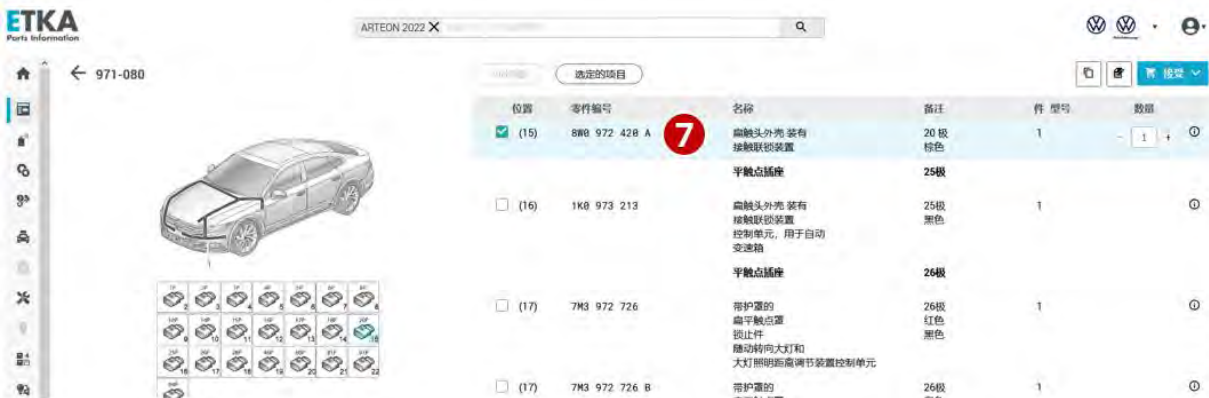 ETKA
Parts Information
ARTEON 2022 X
971-080
选定的项目
接受
位置 零件编号 名称 备注 件 型号 数量
(15) 8W0 972 420 A 扁触头外壳 装有 20 极 1 - 1 +
接触联锁装置 棕色
7
平触点插座 25极
(16) 1K0 973 213 扁触头外壳 装有 25极 1
接触联锁装置 黑色
控制单元，用于自动
变速箱
平触点插座 26极
(17) 7M3 972 726 带护罩的 26极 1
扁平触点罩 红色
锁止件 黑色
随动转向大灯和
大灯照明距离调节装置控制单元
(17) 7M3 972 726 B 带护罩的 26极 1